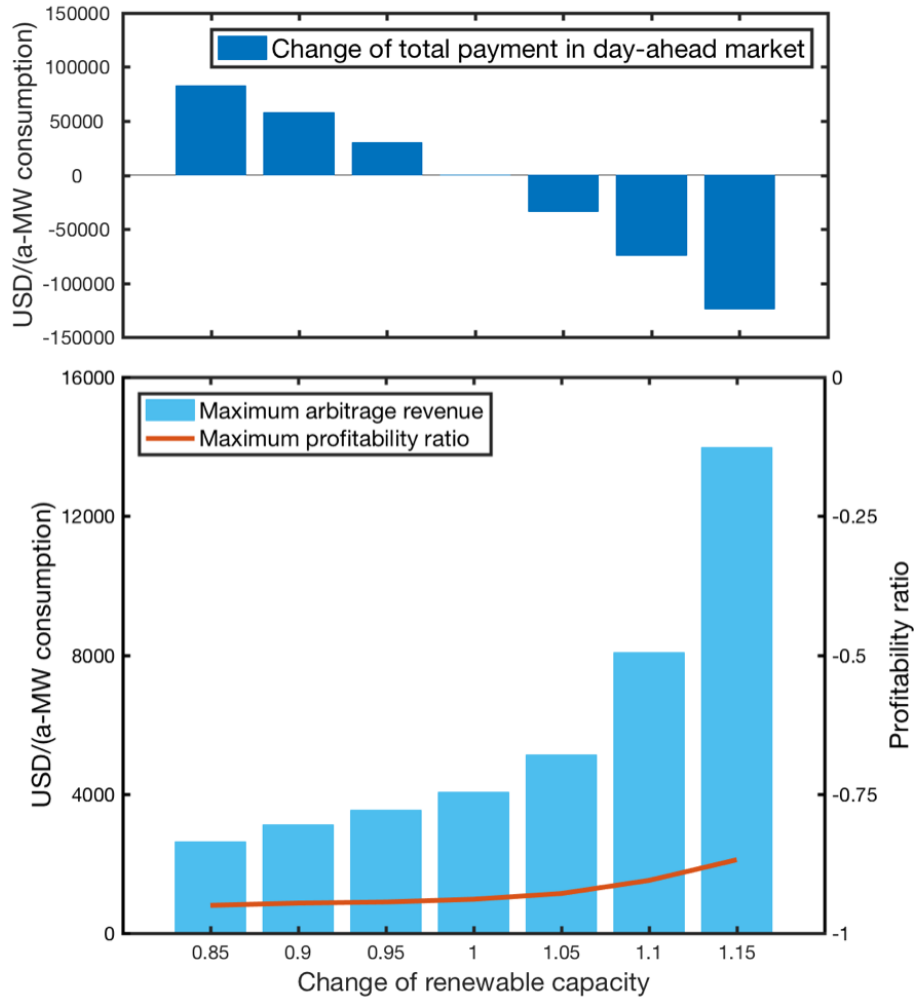 150000
100000
50000
0
-50000
-100000
-150000
USD/(a-MW consumption)
Change of total payment in day-ahead market
16000
12000
8000
4000
0
USD/(a-MW consumption)
Maximum arbitrage revenue
Maximum profitability ratio
0
-0.25
-0.5
-0.75
-1
Profitability ratio
0.85 0.9 0.95 1 1.05 1.1 1.15
Change of renewable capacity